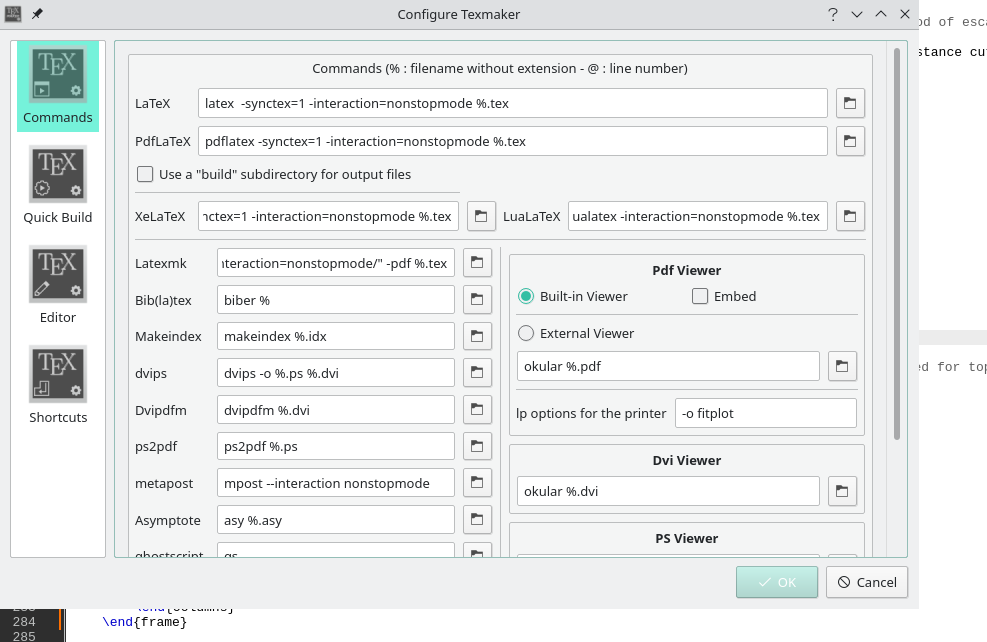 Configure Texmaker
od of esca
stance cu
TEX
Commands
TEX
Quick Build
TEX
Editor
TEX
Shortcuts
Commands (% : filename without extension - @ : line number)
LaTeX
latex -synctex=1 -interaction=nonstopmode %.tex
PdfLaTeX
pdflatex -synctex=1 -interaction=nonstopmode %.tex
Use a "build" subdirectory for output files
XeLaTeX
nctex=1 -interaction=nonstopmode %.tex
LuaLaTeX
ualatex -interaction=nonstopmode %.tex
Latexmk
nteraction=nonstopmode/" -pdf %.tex
Bib(la)tex
biber %
Makeindex
makeindex %.idx
dvips
dvips -o %.ps %.dvi
Dvipdfm
dvipdfm %.dvi
ps2pdf
ps2pdf %.ps
metapost
mpost --interaction nonstopmode
Asymptote
asy %.asy
ghostscript
gs
Pdf Viewer
Built-in Viewer
Embed
External Viewer
okular %.pdf
lp options for the printer
-o fitplot
Dvi Viewer
okular %.dvi
PS Viewer
ed for top
OK
Cancel
\end{columns}
284
\end{frame}
285